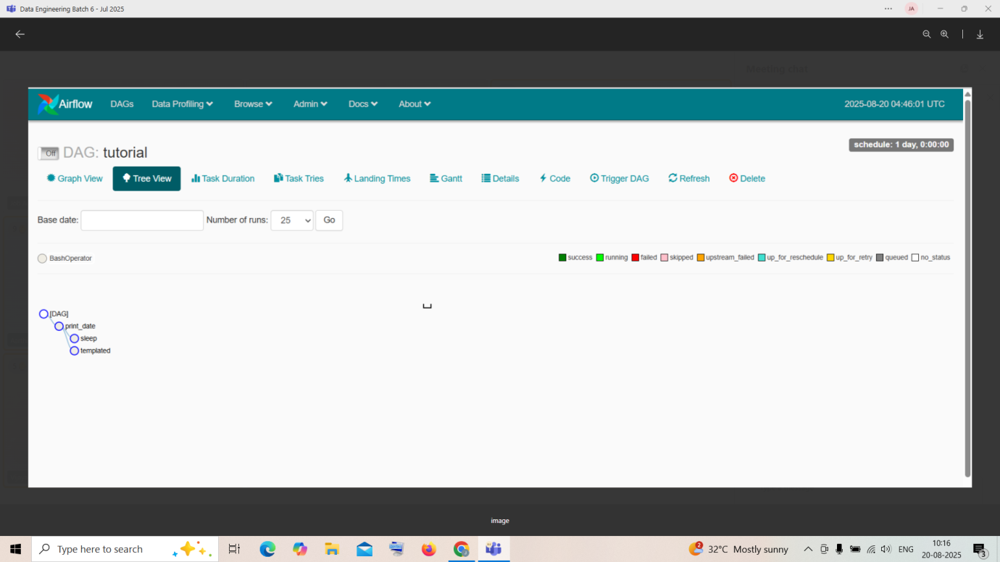 Data Engineering Batch 6 - Jul 2025
JA
Airflow DAGs Data Profiling Browse Admin Docs About 2025-08-20 04:46:01 UTC
Off DAG: tutorial
schedule: 1 day, 0:00:00
Graph View Tree View Task Duration Task Tries Landing Times Gantt Details Code Trigger DAG Refresh Delete
Base date: Number of runs: 25 Go
BashOperator
success running failed skipped upstream_failed up_for_reschedule up_for_retry queued no_status
[DAG]
print_date
sleep
templated
image
Type here to search
2
32°C Mostly sunny
ENG
10:16
20-08-2025
3